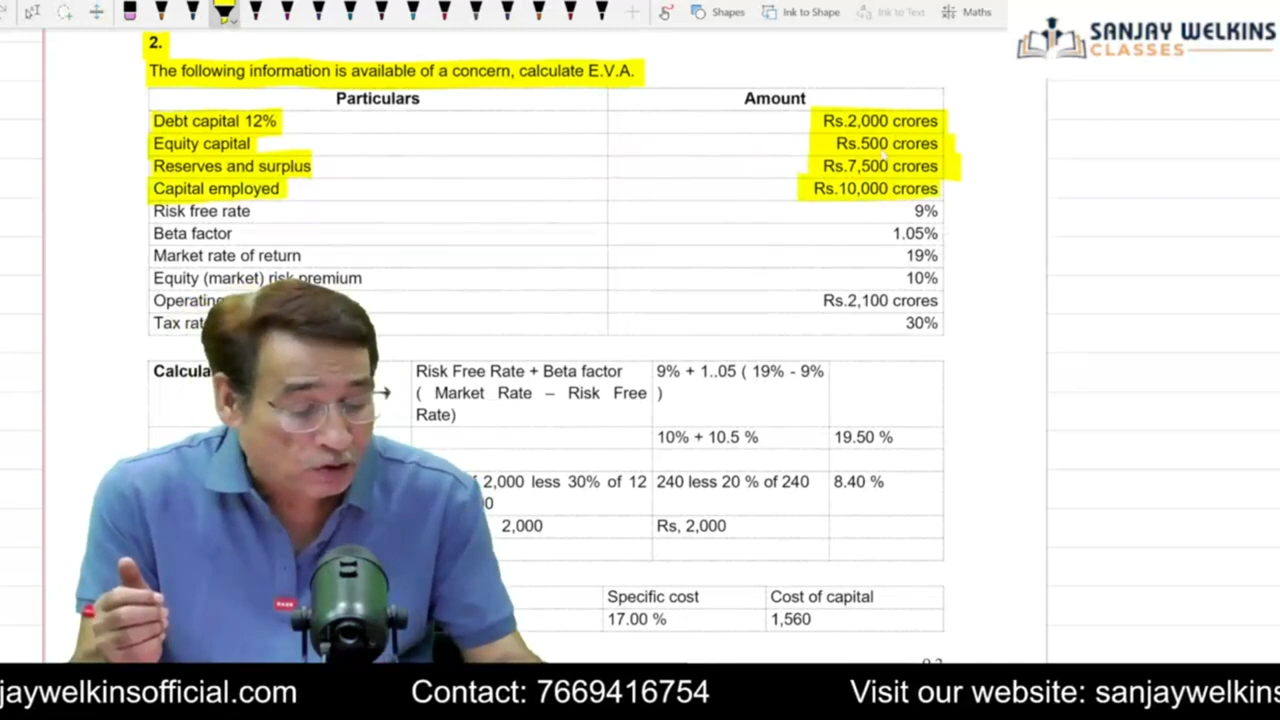 Shapes Ink to Shape Ink to Text Maths
SANJAY WELKINS
CLASSES
2.
The following information is available of a concern, calculate E.V.A.
Particulars Amount
Debt capital 12% Rs.2,000 crores
Equity capital Rs.500 crores
Reserves and surplus Rs.7,500 crores
Capital employed Rs.10,000 crores
Risk free rate 9%
Beta factor 1.05%
Market rate of return 19%
Equity (market) risk premium 10%
Operating Rs.2,100 crores
Tax 30%
Risk Free Rate + Beta factor 9% + 1..05 ( 19% - 9%
( Market Rate – Risk Free )
Rate)
10% + 10.5 % 19.50 %
2,000 less 30% of 12 240 less 20 % of 240 8.40 %
2,000 Rs, 2,000
Specific cost Cost of capital
17.00 % 1,560
jaywelkinsofficial.com Contact: 7669416754 Visit our website: sanjaywelkins